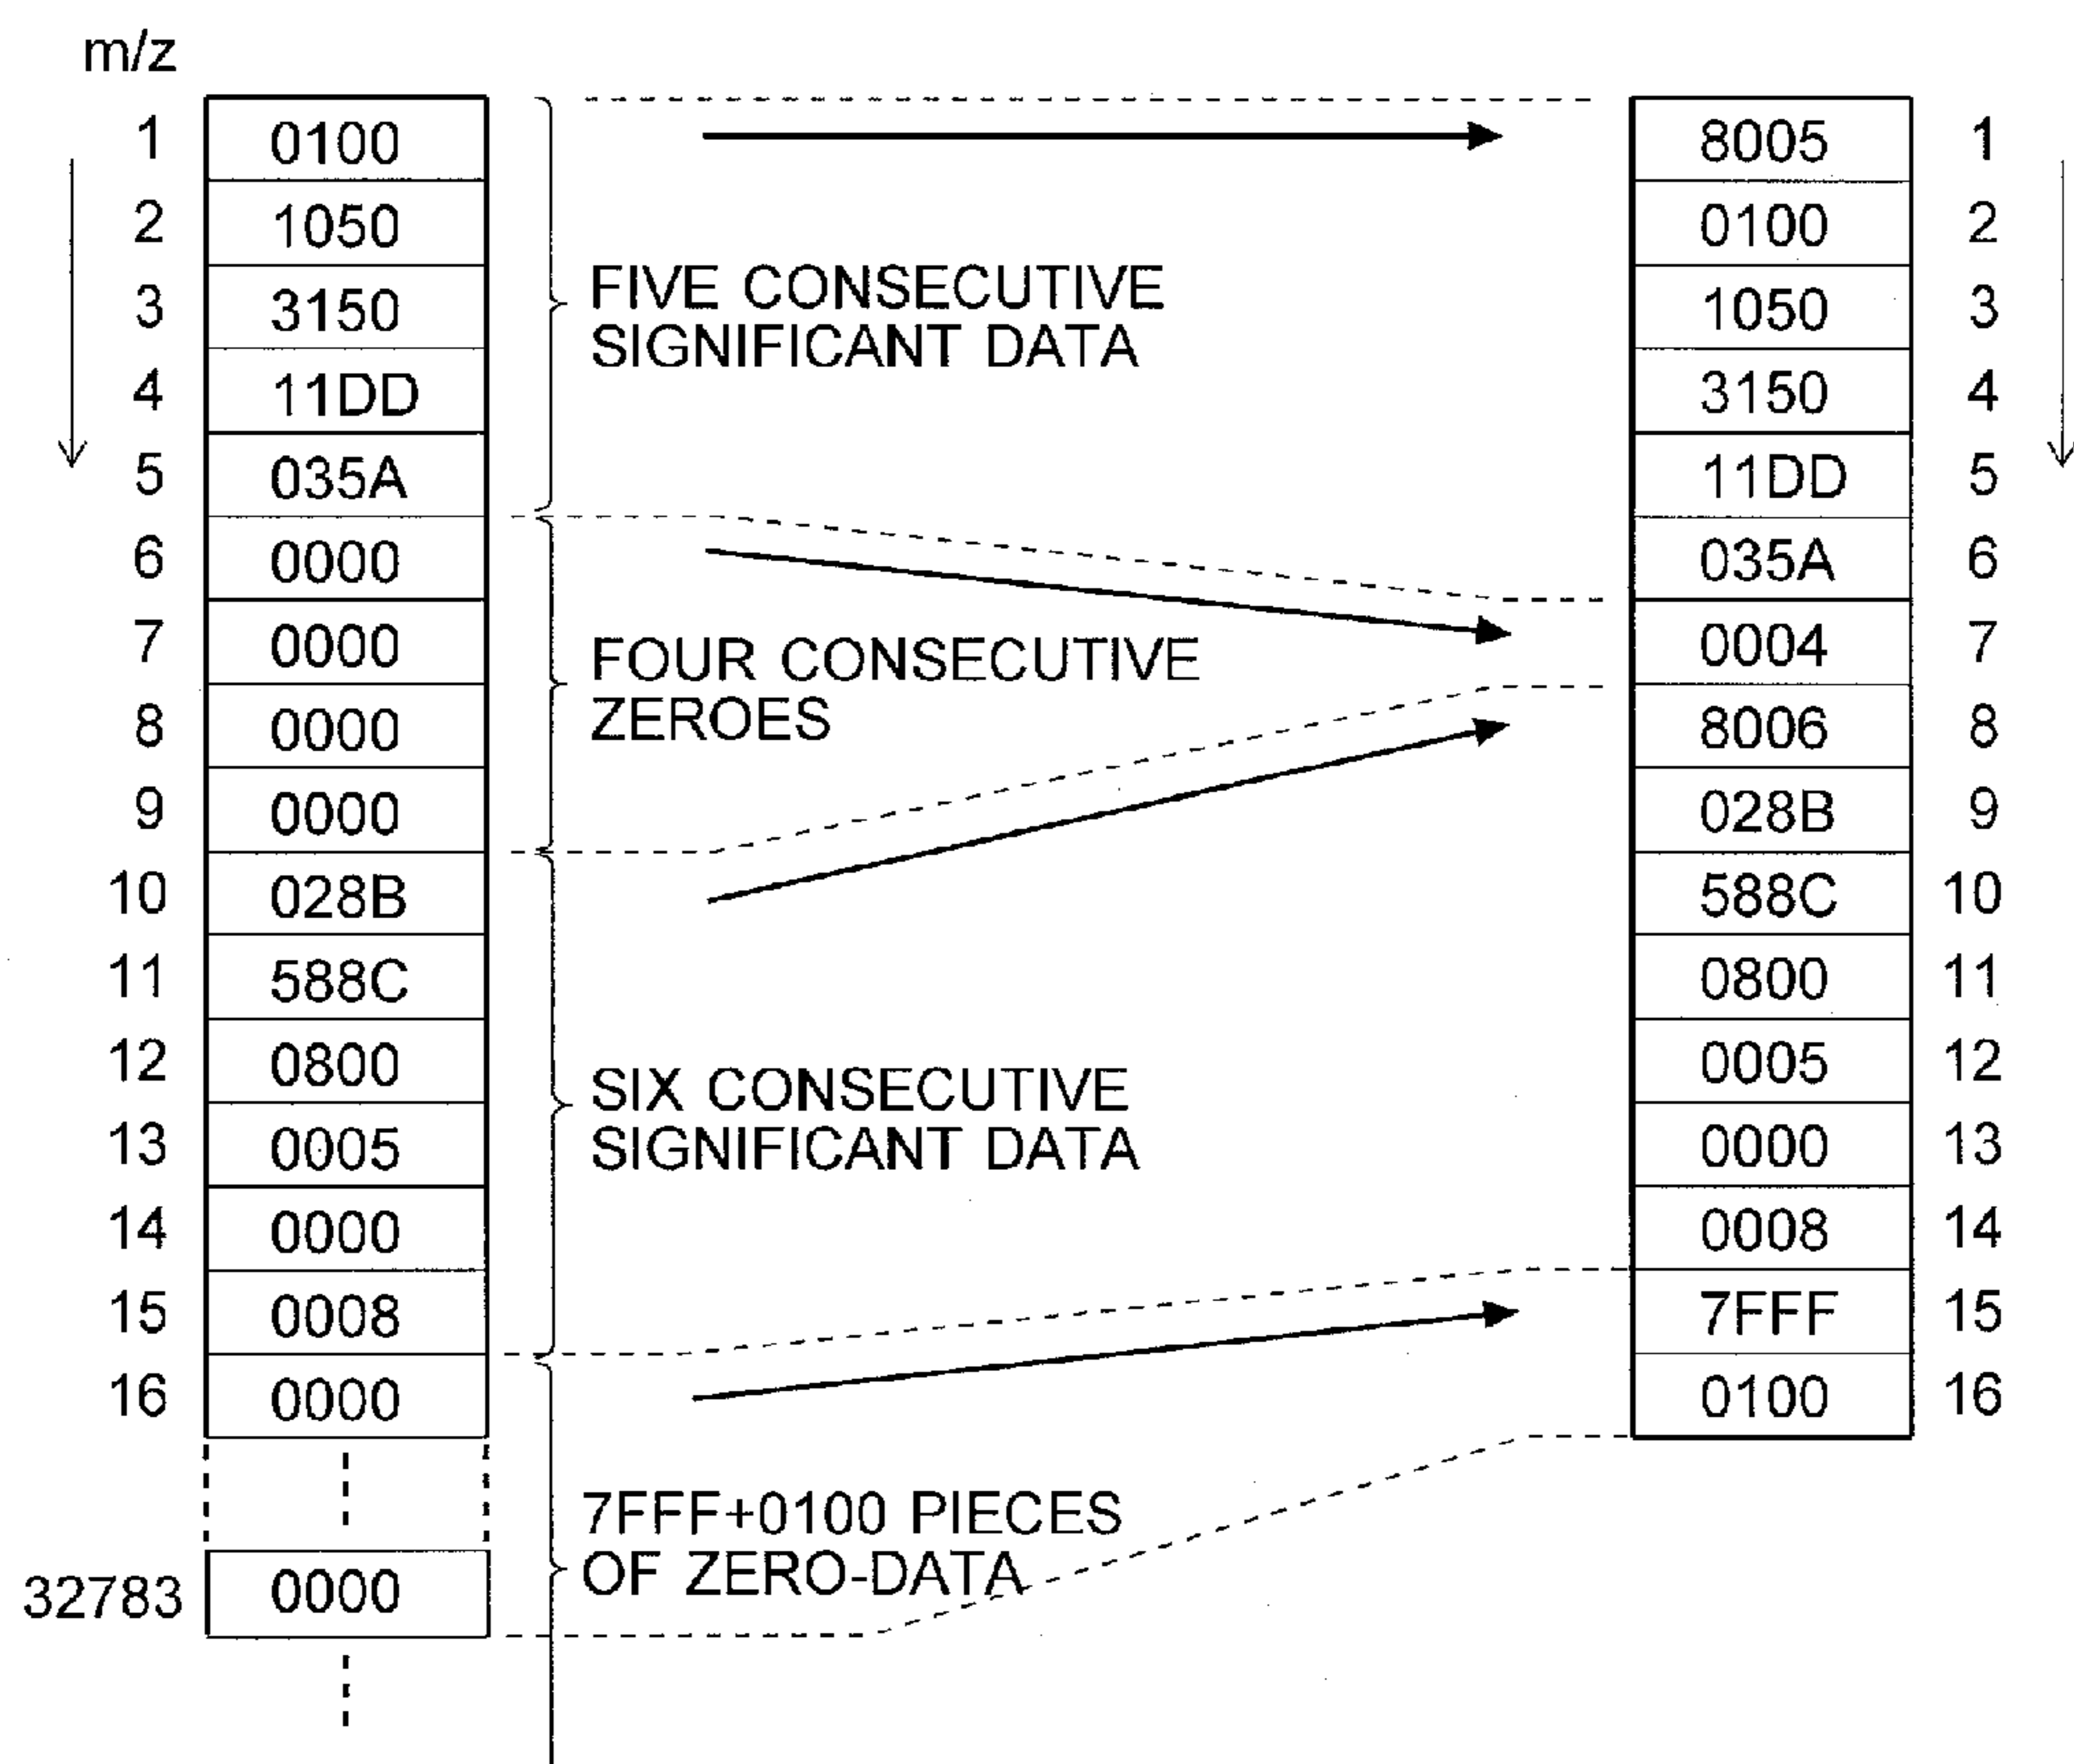 m/z
1 0100 8005 1
2 1050 0100 2
3 3150 1050 3
FIVE CONSECUTIVE
SIGNIFICANT DATA
4 11DD 3150 4
5 035A 11DD 5
6 0000 035A 6
7 0000 0004 7
FOUR CONSECUTIVE
ZEROES
8 0000 8006 8
9 0000 028B 9
10 028B 588C 10
11 588C 0800 11
12 0800 0005 12
SIX CONSECUTIVE
SIGNIFICANT DATA
13 0005 0000 13
14 0000 0008 14
15 0008 7FFF 15
16 0000 0100 16
7FFF+0100 PIECES
OF ZERO-DATA
32783 0000